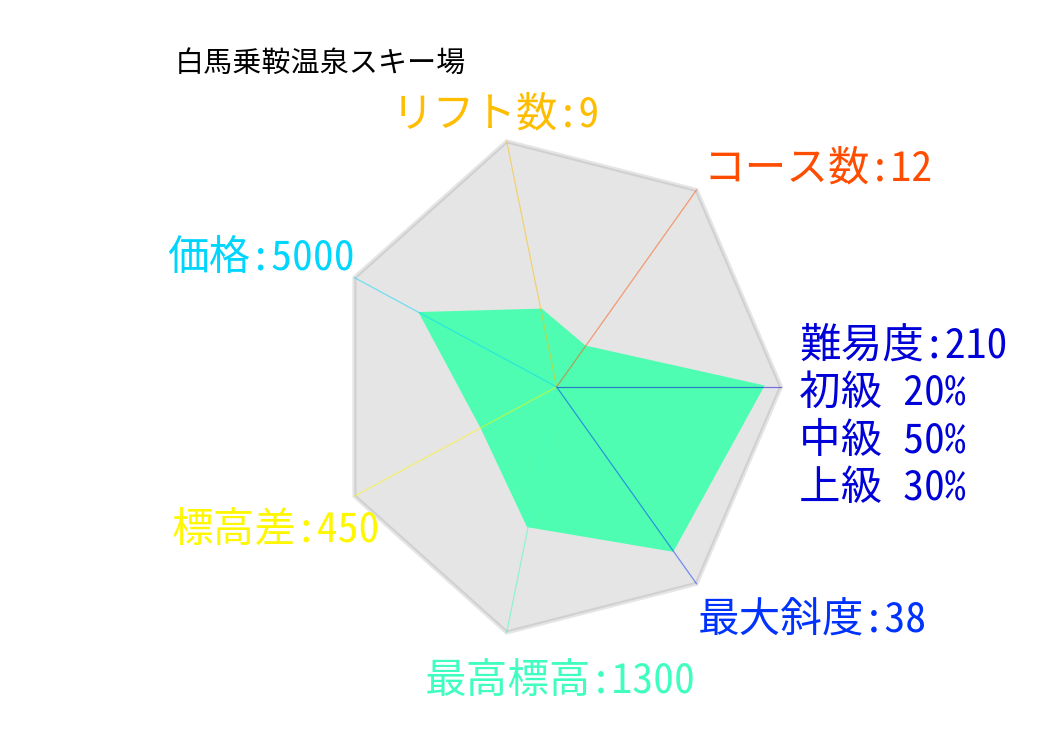 白馬乗鞍温泉スキー場
リフト数:9
コース数:12
価格:5000
難易度:210
初級 20%
中級 50%
上級 30%
標高差:450
最大斜度:38
最高標高:1300